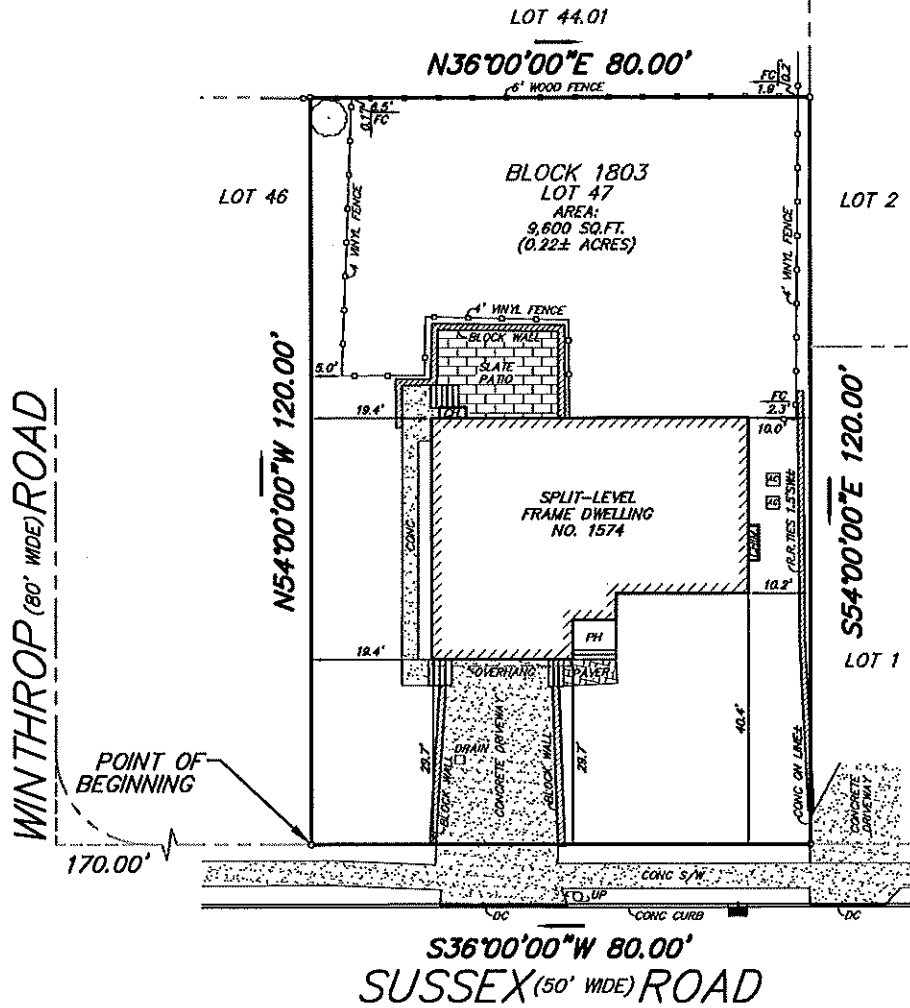 LOT 44.01
N36°00'00"E 80.00'
6' WOOD FENCE
FC 0.2'
1.9'
0.1' 6.5'
FC
LOT 46
BLOCK 1803
LOT 47
AREA:
9,600 SQ.FT.
(0.22± ACRES)
LOT 2
4' VINYL FENCE
4' VINYL FENCE
4' VINYL FENCE
BLOCK WALL
SLATE
PATIO
5.0'
CH
FC
2.3'
19.4'
10.0'
N54°00'00"W 120.00'
S54°00'00"E 120.00'
WINTHROP (80' WIDE) ROAD
SPLIT-LEVEL
FRAME DWELLING
NO. 1574
CONC
AC
AC
CHIM
R.R. TIES 1.5'SW±
10.2'
PH
LOT 1
19.4'
OVERHANG
PAVER
29.7'
BLOCK WALL
DRAIN
CONCRETE DRIVEWAY
BLOCK WALL
29.7'
40.4'
CONC ON LINE±
CONCRETE
DRIVEWAY
POINT OF
BEGINNING
170.00'
CONC S/W
UP
DC
CONC CURB
DC
S36°00'00"W 80.00'
SUSSEX (50' WIDE) ROAD